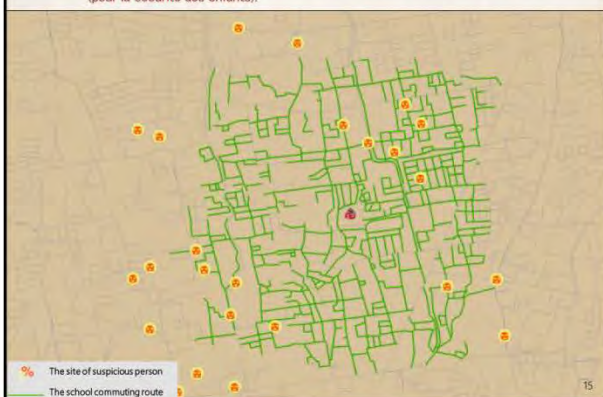 (pour la sécurité des enfants).
The site of suspicious person
The school commuting route
15